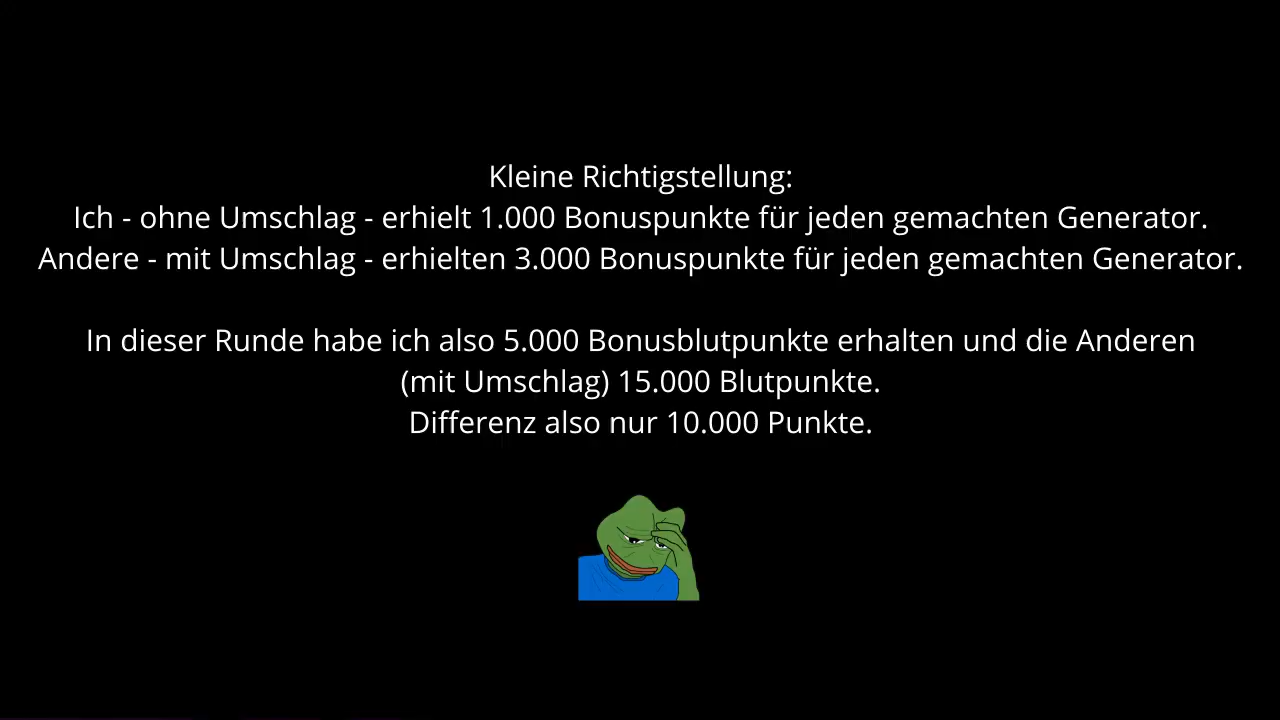 Kleine Richtigstellung:
Ich - ohne Umschlag - erhielt 1.000 Bonuspunkte für jeden gemachten Generator.
Andere - mit Umschlag - erhielten 3.000 Bonuspunkte für jeden gemachten Generator.
In dieser Runde habe ich also 5.000 Bonusblutpunkte erhalten und die Anderen
(mit Umschlag) 15.000 Blutpunkte.
Differenz also nur 10.000 Punkte.